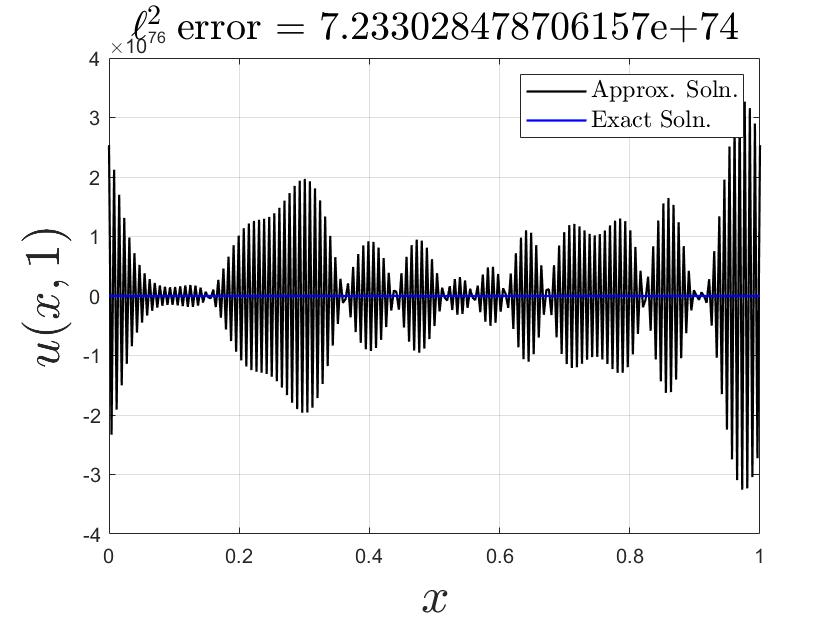 ℓ² error = 7.233028478706157e+74
×10⁷⁶
4
3
2
1
0
-1
-2
-3
-4
u(x, 1)
Approx. Soln.
Exact Soln.
0 0.2 0.4 0.6 0.8 1
x